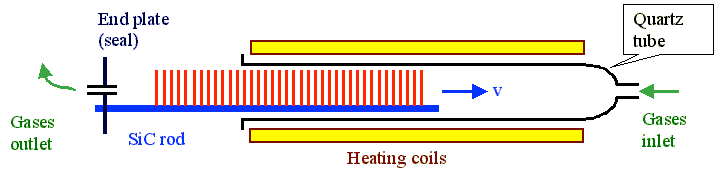 End plate
(seal)
Quartz
tube
v
Gases
outlet
SiC rod
Gases
inlet
Heating coils